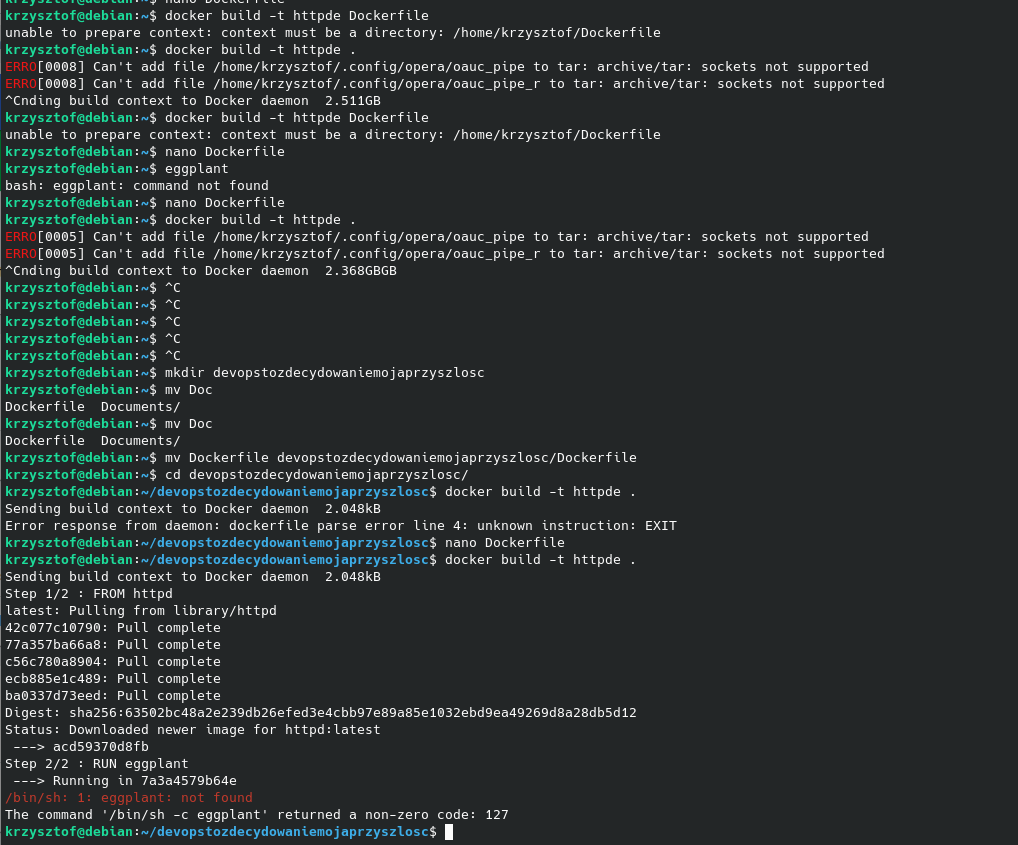 krzysztof@debian:~$ nano Dockerfile
krzysztof@debian:~$ docker build -t httpde Dockerfile
unable to prepare context: context must be a directory: /home/krzysztof/Dockerfile
krzysztof@debian:~$ docker build -t httpde .
ERRO[0008] Can't add file /home/krzysztof/.config/opera/oauc_pipe to tar: archive/tar: sockets not supported
ERRO[0008] Can't add file /home/krzysztof/.config/opera/oauc_pipe_r to tar: archive/tar: sockets not supported
^Cnding build context to Docker daemon  2.511GB
krzysztof@debian:~$ docker build -t httpde Dockerfile
unable to prepare context: context must be a directory: /home/krzysztof/Dockerfile
krzysztof@debian:~$ nano Dockerfile
krzysztof@debian:~$ eggplant
bash: eggplant: command not found
krzysztof@debian:~$ nano Dockerfile
krzysztof@debian:~$ docker build -t httpde .
ERRO[0005] Can't add file /home/krzysztof/.config/opera/oauc_pipe to tar: archive/tar: sockets not supported
ERRO[0005] Can't add file /home/krzysztof/.config/opera/oauc_pipe_r to tar: archive/tar: sockets not supported
^Cnding build context to Docker daemon  2.368GBGB
krzysztof@debian:~$ ^C
krzysztof@debian:~$ ^C
krzysztof@debian:~$ ^C
krzysztof@debian:~$ ^C
krzysztof@debian:~$ ^C
krzysztof@debian:~$ mkdir devopstozdecydowaniemojaprzyszlosc
krzysztof@debian:~$ mv Doc
Dockerfile  Documents/
krzysztof@debian:~$ mv Doc
Dockerfile  Documents/
krzysztof@debian:~$ mv Dockerfile devopstozdecydowaniemojaprzyszlosc/Dockerfile
krzysztof@debian:~$ cd devopstozdecydowaniemojaprzyszlosc/
krzysztof@debian:~/devopstozdecydowaniemojaprzyszlosc$ docker build -t httpde .
Sending build context to Docker daemon  2.048kB
Error response from daemon: dockerfile parse error line 4: unknown instruction: EXIT
krzysztof@debian:~/devopstozdecydowaniemojaprzyszlosc$ nano Dockerfile
krzysztof@debian:~/devopstozdecydowaniemojaprzyszlosc$ docker build -t httpde .
Sending build context to Docker daemon  2.048kB
Step 1/2 : FROM httpd
latest: Pulling from library/httpd
42c077c10790: Pull complete
77a357ba66a8: Pull complete
c56c780a8904: Pull complete
ecb885e1c489: Pull complete
ba0337d73eed: Pull complete
Digest: sha256:63502bc48a2e239db26efed3e4cbb97e89a85e1032ebd9ea49269d8a28db5d12
Status: Downloaded newer image for httpd:latest
 ---> acd59370d8fb
Step 2/2 : RUN eggplant
 ---> Running in 7a3a4579b64e
/bin/sh: 1: eggplant: not found
The command '/bin/sh -c eggplant' returned a non-zero code: 127
krzysztof@debian:~/devopstozdecydowaniemojaprzyszlosc$